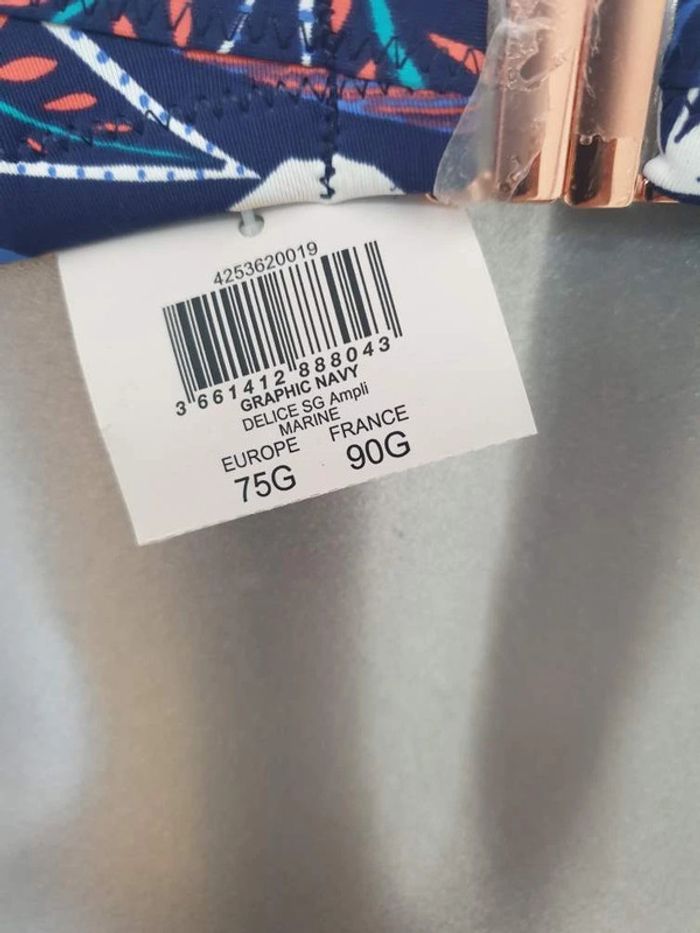 4253620019
3 661412 888043
GRAPHIC NAVY
DELICE SG Ampli
MARINE
EUROPE FRANCE
75G 90G